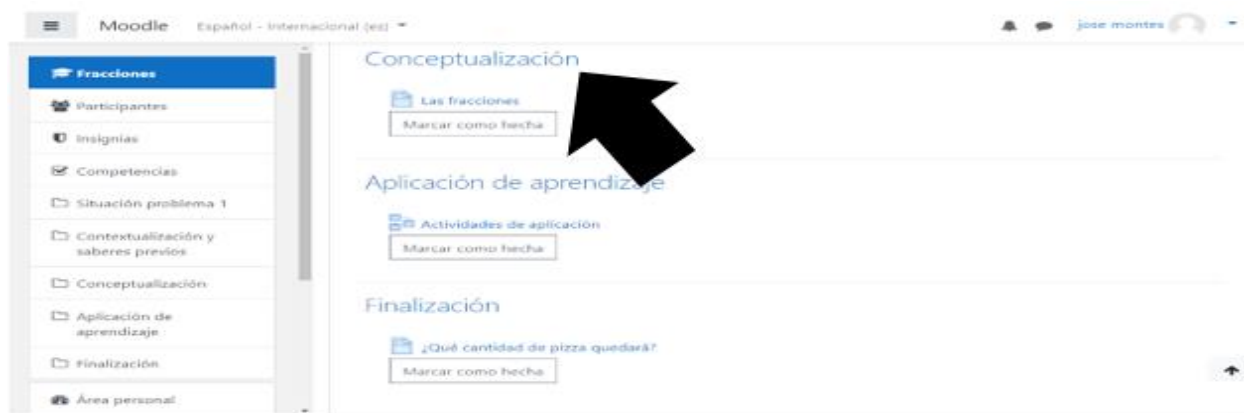 Moodle Español - Internacional (es)
jose montes
Fracciones
Participantes
Insignias
Competencias
Situación problema 1
Contextualización y
saberes previos
Conceptualización
Aplicación de
aprendizaje
Finalización
Área personal
Conceptualización
Las fracciones
Marcar como hecha
Aplicación de aprendizaje
Actividades de aplicación
Marcar como hecha
Finalización
¿Qué cantidad de pizza quedará?
Marcar como hecha